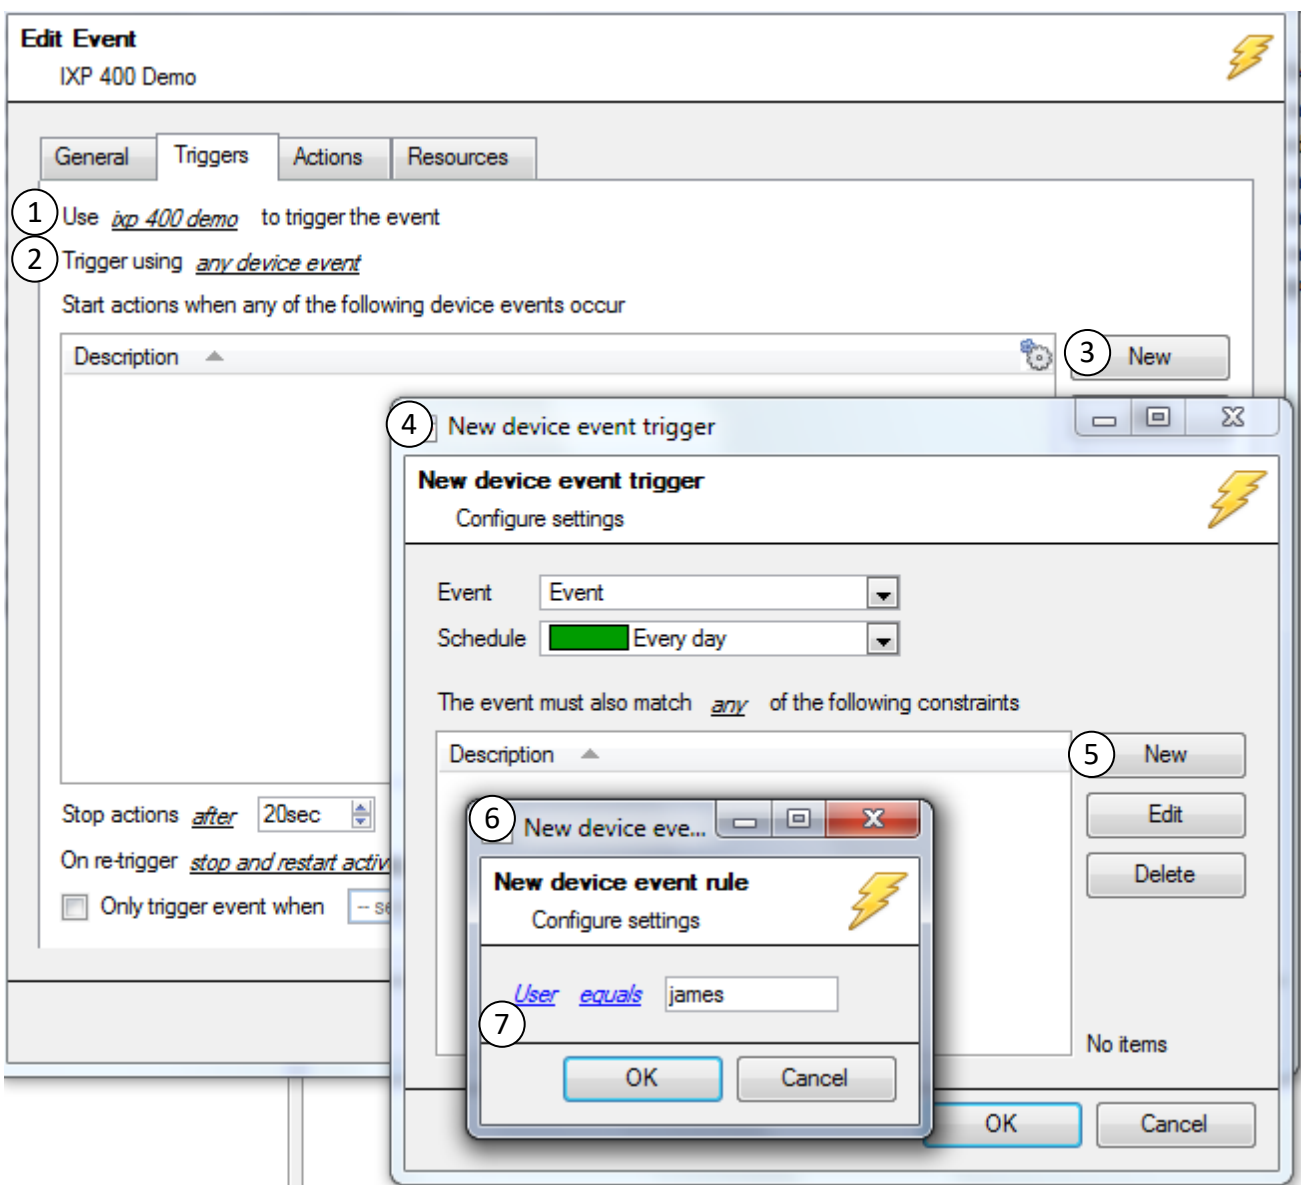 Edit Event
IXP 400 Demo
General Triggers Actions Resources
1 Use ixp 400 demo to trigger the event
2 Trigger using any device event
Start actions when any of the following device events occur
Description 3 New
4 New device event trigger
New device event trigger
Configure settings
Event Event
Schedule Every day
The event must also match any of the following constraints
Description 5 New
Edit
Delete
Stop actions after 20sec
On re-trigger stop and restart activ
Only trigger event when -- se
6 New device eve...
New device event rule
Configure settings
User equals james
7
OK Cancel
No items
OK Cancel